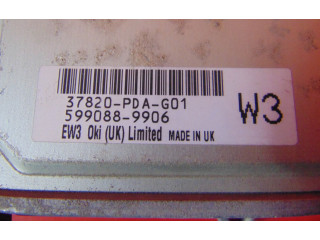 37820-PDA-G01
599088-9906
W3
EW3 Oki (UK) Limited MADE IN UK